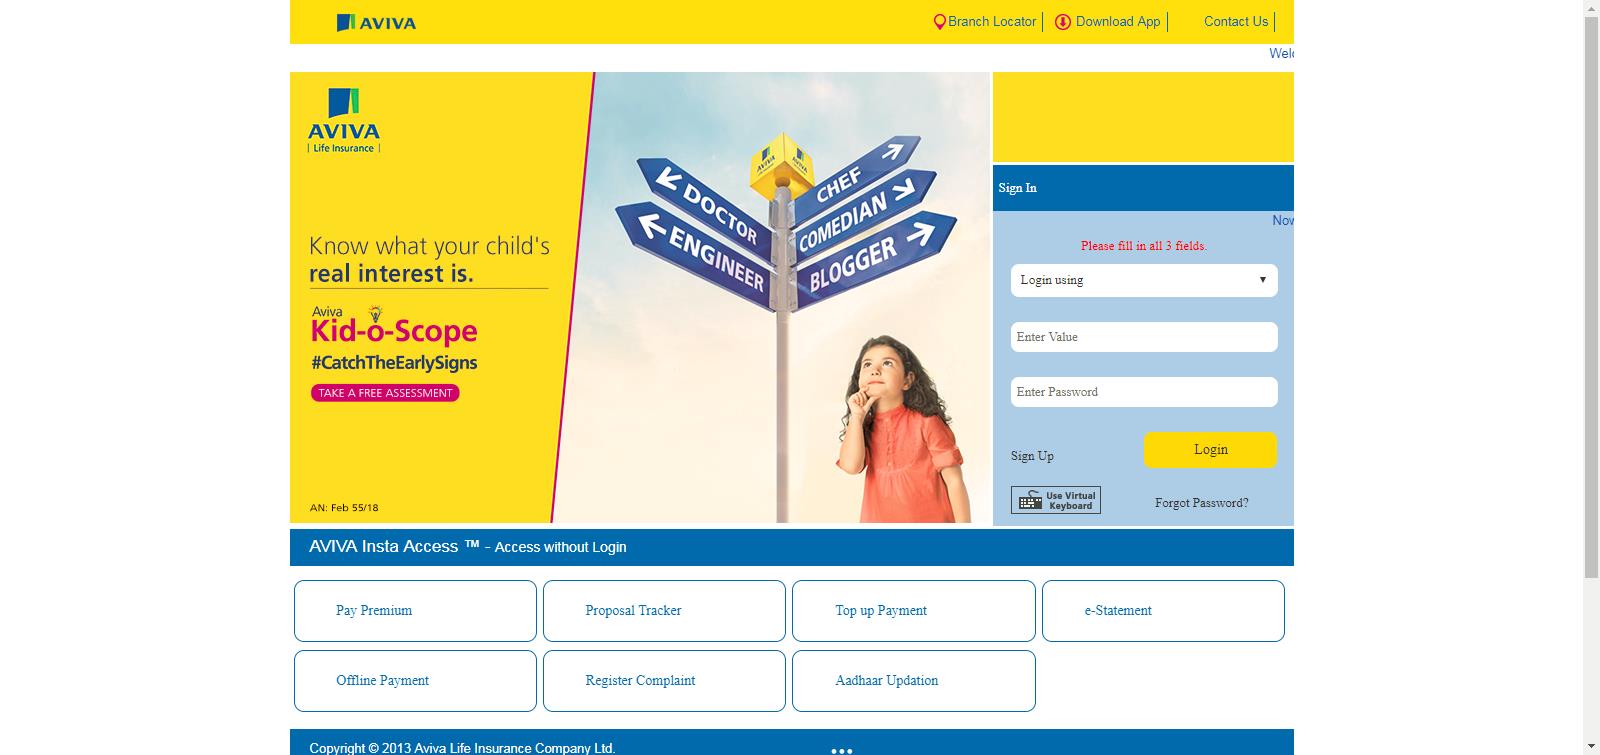 AVIVA
Branch Locator
Download App
Contact Us
AVIVA
| Life Insurance |
Know what your child's
real interest is.
Aviva
Kid-o-Scope
#CatchTheEarlySigns
TAKE A FREE ASSESSMENT
AN: Feb 55/18
AVIVA
AVIVA
DOCTOR
ENGINEER
CHEF
COMEDIAN
BLOGGER
Sign In
Please fill in all 3 fields.
Login using
Enter Value
Enter Password
Sign Up
Login
Use Virtual
Keyboard
Forgot Password?
AVIVA Insta Access ™ - Access without Login
Pay Premium
Proposal Tracker
Top up Payment
e-Statement
Offline Payment
Register Complaint
Aadhaar Updation
Copyright © 2013 Aviva Life Insurance Company Ltd.